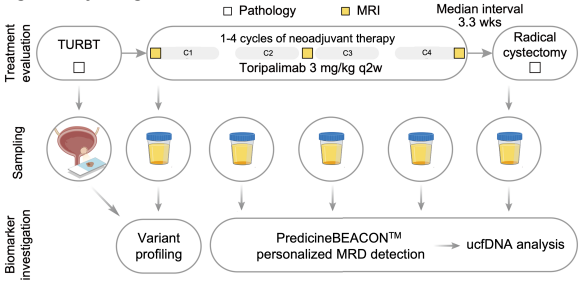 Pathology
MRI
Median interval
3.3 wks
Treatment
evaluation
TURBT
1-4 cycles of neoadjuvant therapy
C1
C2
C3
C4
Toripalimab 3 mg/kg q2w
Radical
cystectomy
Sampling
Biomarker
investigation
Variant
profiling
PredicineBEACON™
personalized MRD detection
ucfDNA analysis